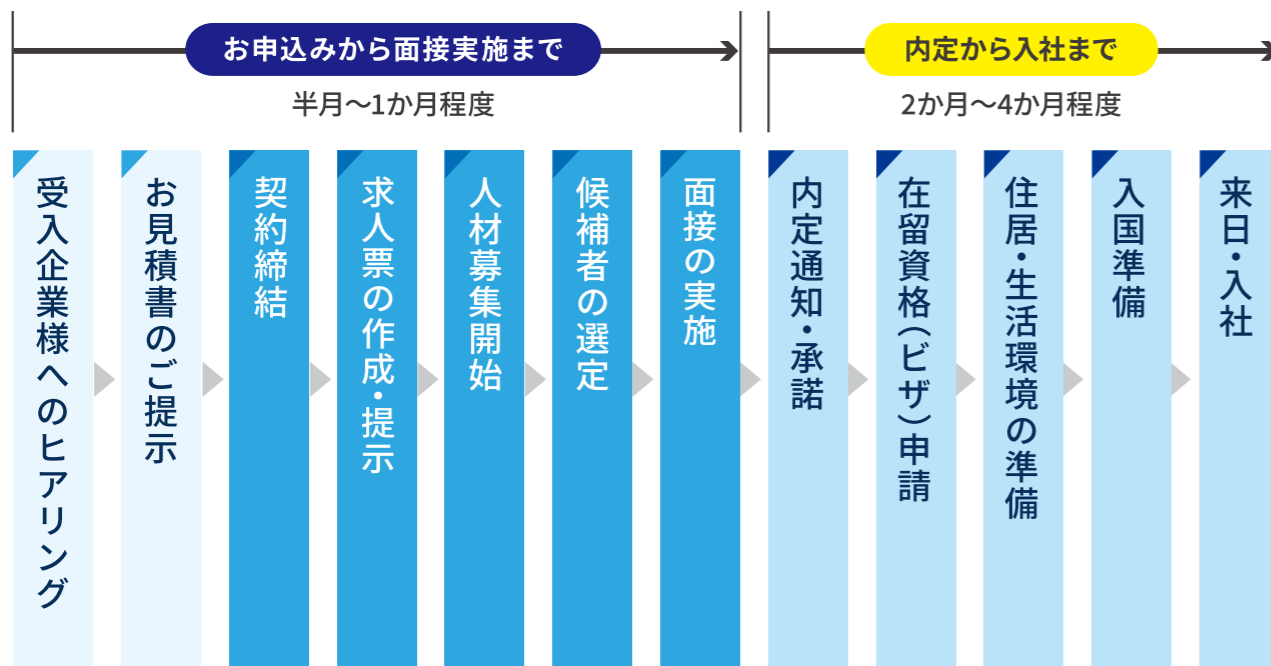 お申込みから面接実施まで
半月～1か月程度
内定から入社まで
2か月～4か月程度
受入企業様へのヒアリング
お見積書のご提示
契約締結
求人票の作成・提示
人材募集開始
候補者の選定
面接の実施
内定通知・承諾
在留資格（ビザ）申請
住居・生活環境の準備
入国準備
来日・入社